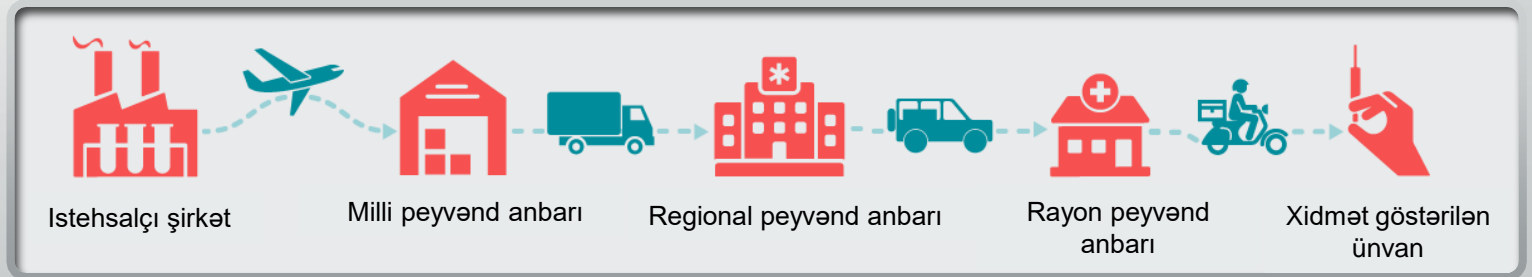 Istehsalçı şirkət
Milli peyvənd anbarı
Regional peyvənd anbarı
Rayon peyvənd
anbarı
Xidmət göstərilən
ünvan